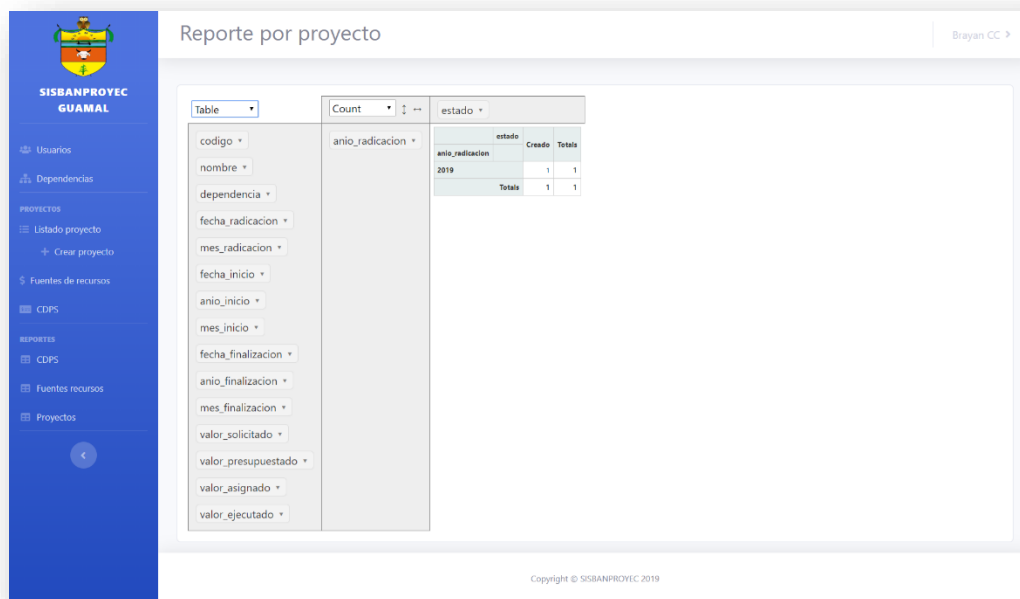 SISBANPROYEC
GUAMAL
Usuarios
Dependencias
PROYECTOS
Listado proyecto
Crear proyecto
$ Fuentes de recursos
CDPS
REPORTES
CDPS
Fuentes recursos
Proyectos
Reporte por proyecto
Brayan CC
Table
Count
estado
codigo
nombre
dependencia
fecha_radicacion
mes_radicacion
fecha_inicio
anio_inicio
mes_inicio
fecha_finalizacion
anio_finalizacion
mes_finalizacion
valor_solicitado
valor_presupuestado
valor_asignado
valor_ejecutado
anio_radicacion
estado Creado Totals
anio_radicacion
2019 1 1
Totals 1 1
Copyright © SISBANPROYEC 2019